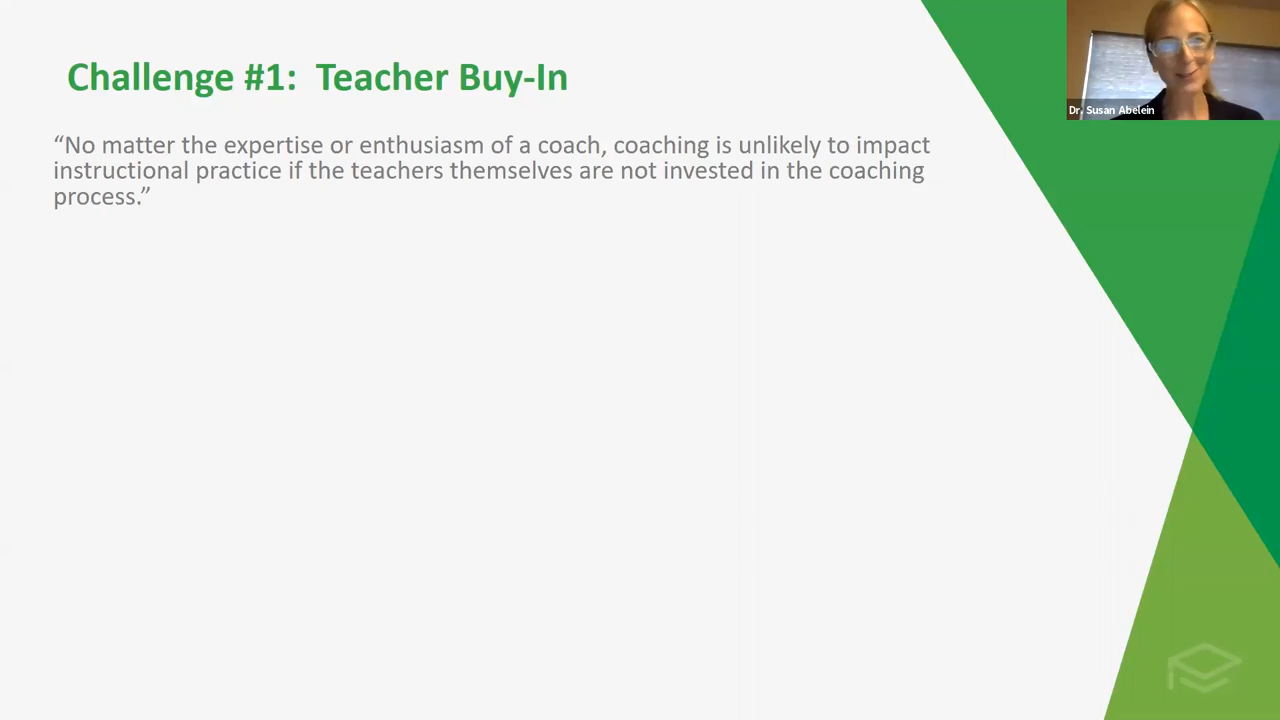 Challenge #1:  Teacher Buy-In
Dr. Susan Abelein
“No matter the expertise or enthusiasm of a coach, coaching is unlikely to impact
instructional practice if the teachers themselves are not invested in the coaching
process.”